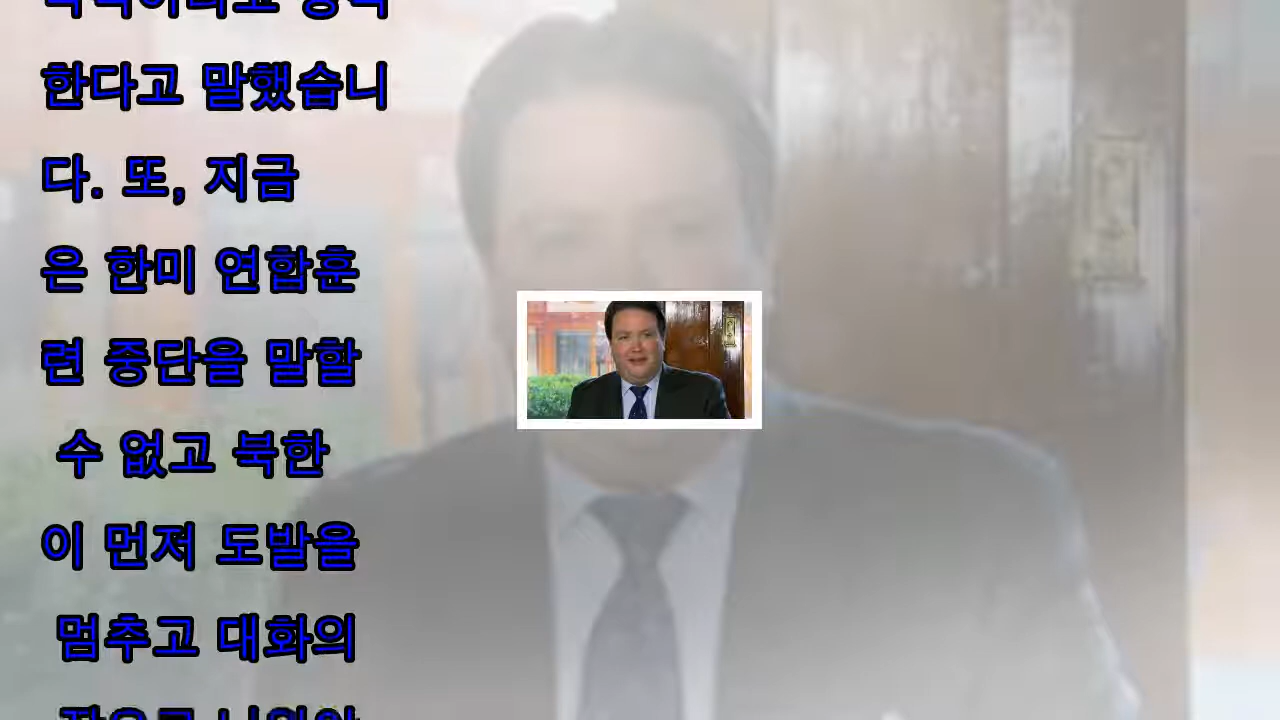 한다고 말했습니
다. 또, 지금
은 한미 연합훈
련 중단을 말할
수 없고 북한
이 먼저 도발을
멈추고 대화의